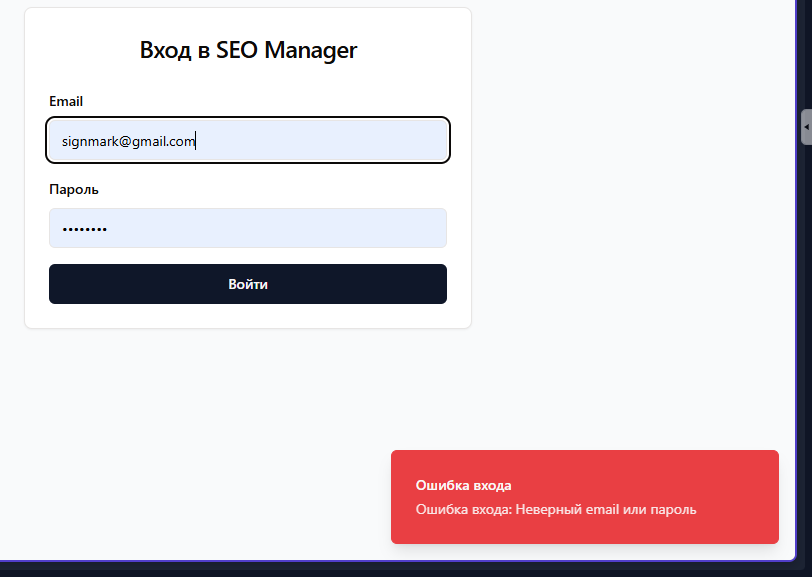 Вход в SEO Manager
Email
signmark@gmail.com
Пароль
••••••••
Войти
Ошибка входа
Ошибка входа: Неверный email или пароль